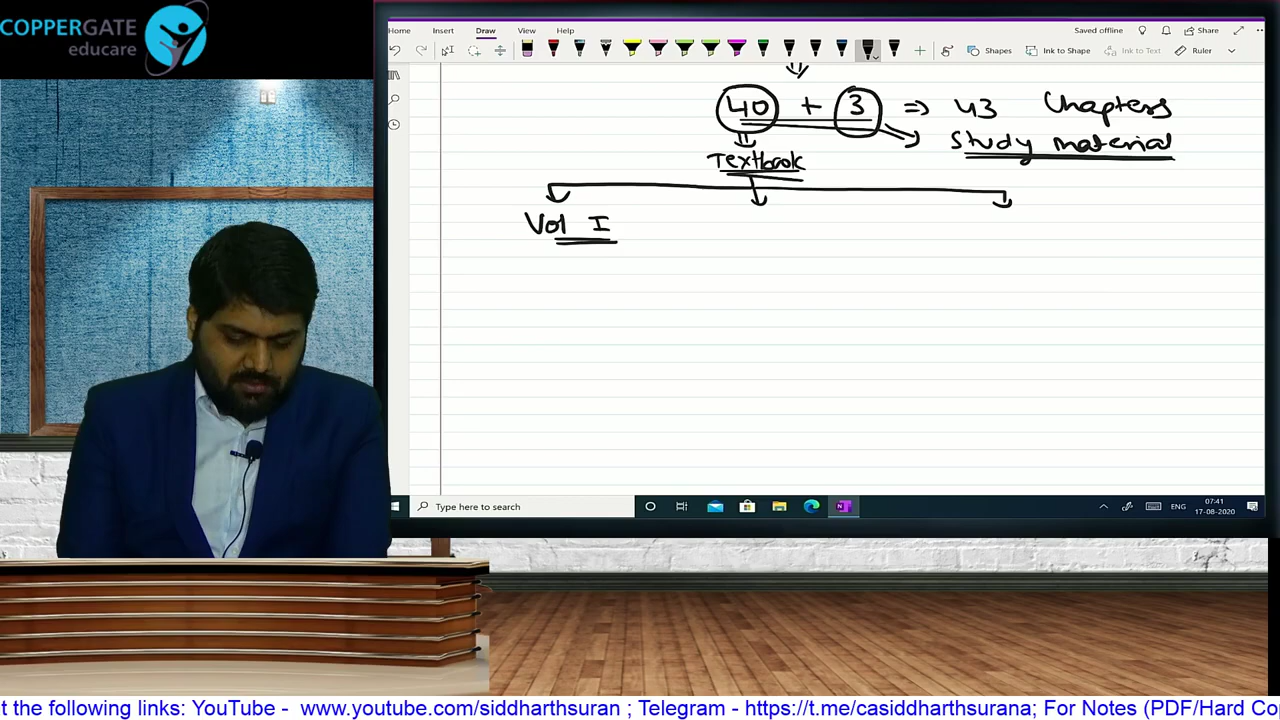 COPPERGATE
educare
Home Insert Draw View Help
Saved offline Share
Shapes Ink to Shape Ink to Text Ruler
40 + 3 ⇒ 43 Chapters
Study material
Textbook
Vol I
Type here to search
ENG
07:41
17-08-2020
t the following links: YouTube - www.youtube.com/siddharthsuran ; Telegram - https://t.me/casiddharthsurana; For Notes (PDF/Hard Co